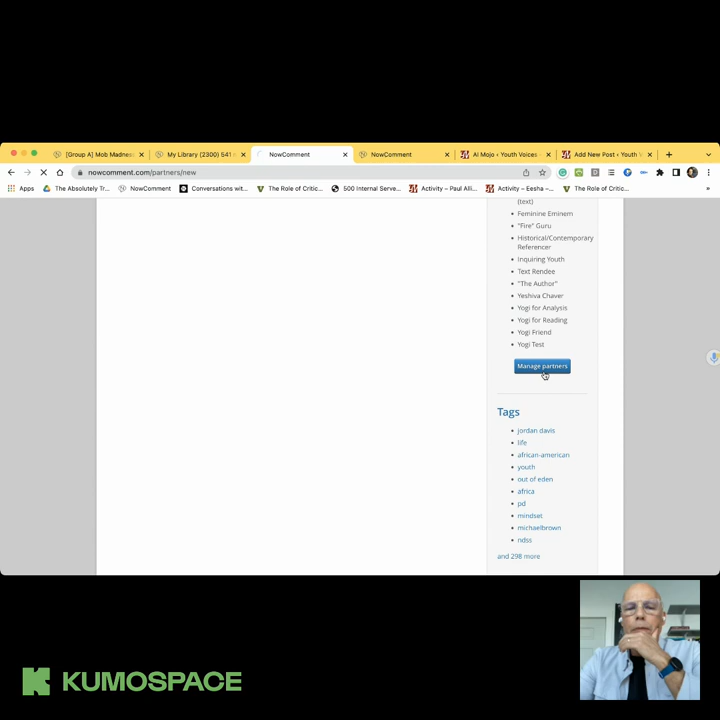 [Group A] Mob Madnes
My Library (2300) 541
NowComment
NowComment
AI Mojo ‹ Youth Voices
Add New Post ‹ Youth
nowcomment.com/partners/new
Apps
The Absolutely Tra...
NowComment
Conversations wit...
The Role of Critic...
500 Internal Serve...
Activity – Paul Alli...
Activity – Eesha –...
The Role of Critic...
(text)
Feminine Eminem
"Fire" Guru
Historical/Contemporary
Referencer
Inquiring Youth
Text Rendee
"The Author"
Yeshiva Chaver
Yogi for Analysis
Yogi for Reading
Yogi Friend
Yogi Test
Manage partners
Tags
jordan davis
life
african-american
youth
out of eden
africa
pd
mindset
michaelbrown
ndss
and 298 more
KUMOSPACE